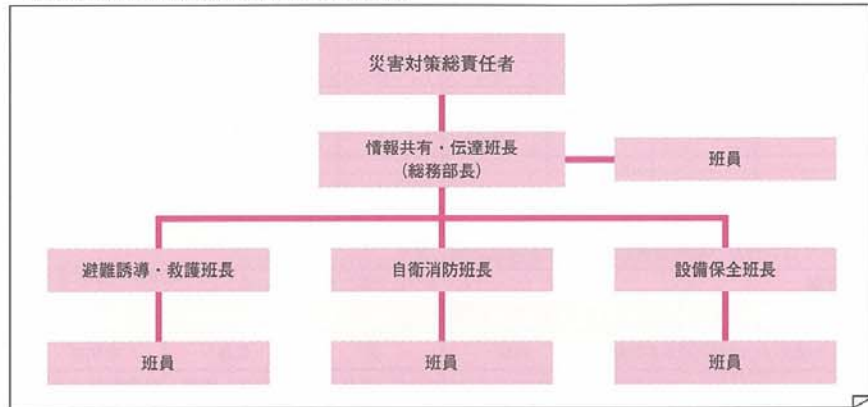 災害対策総責任者
情報共有・伝達班長
(総務部長)
班員
避難誘導・救護班長
自衛消防班長
設備保全班長
班員
班員
班員